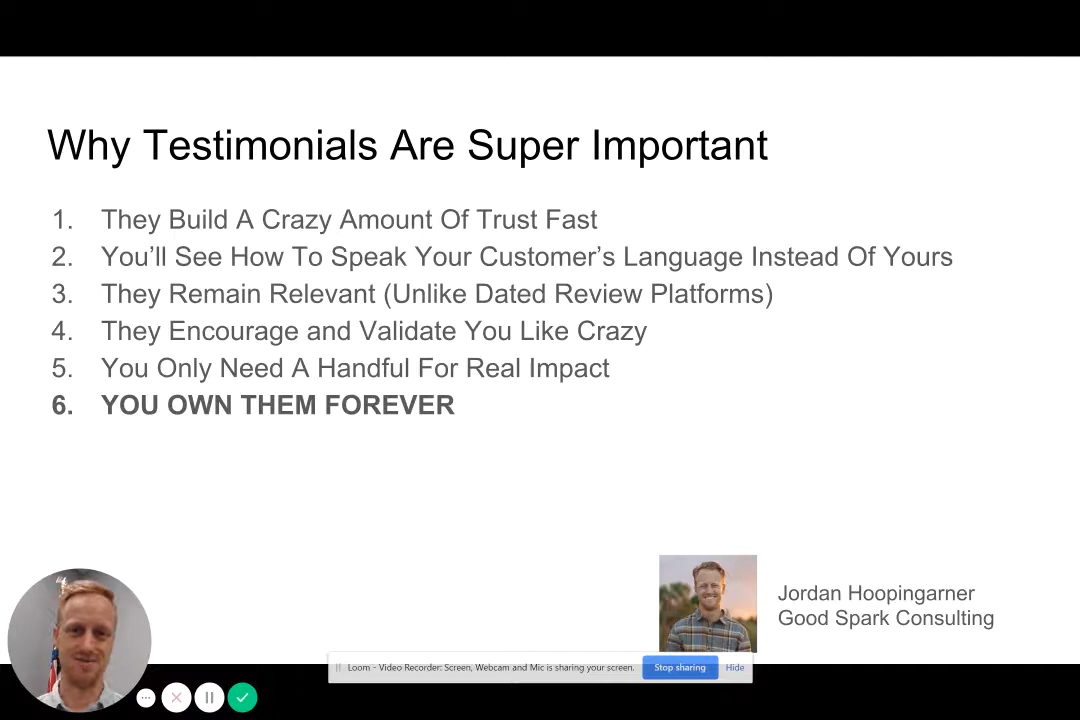 Why Testimonials Are Super Important
1. They Build A Crazy Amount Of Trust Fast
2. You’ll See How To Speak Your Customer’s Language Instead Of Yours
3. They Remain Relevant (Unlike Dated Review Platforms)
4. They Encourage and Validate You Like Crazy
5. You Only Need A Handful For Real Impact
6. YOU OWN THEM FOREVER
Jordan Hoopingarner
Good Spark Consulting
Loom - Video Recorder: Screen, Webcam and Mic is sharing your screen. Stop sharing Hide